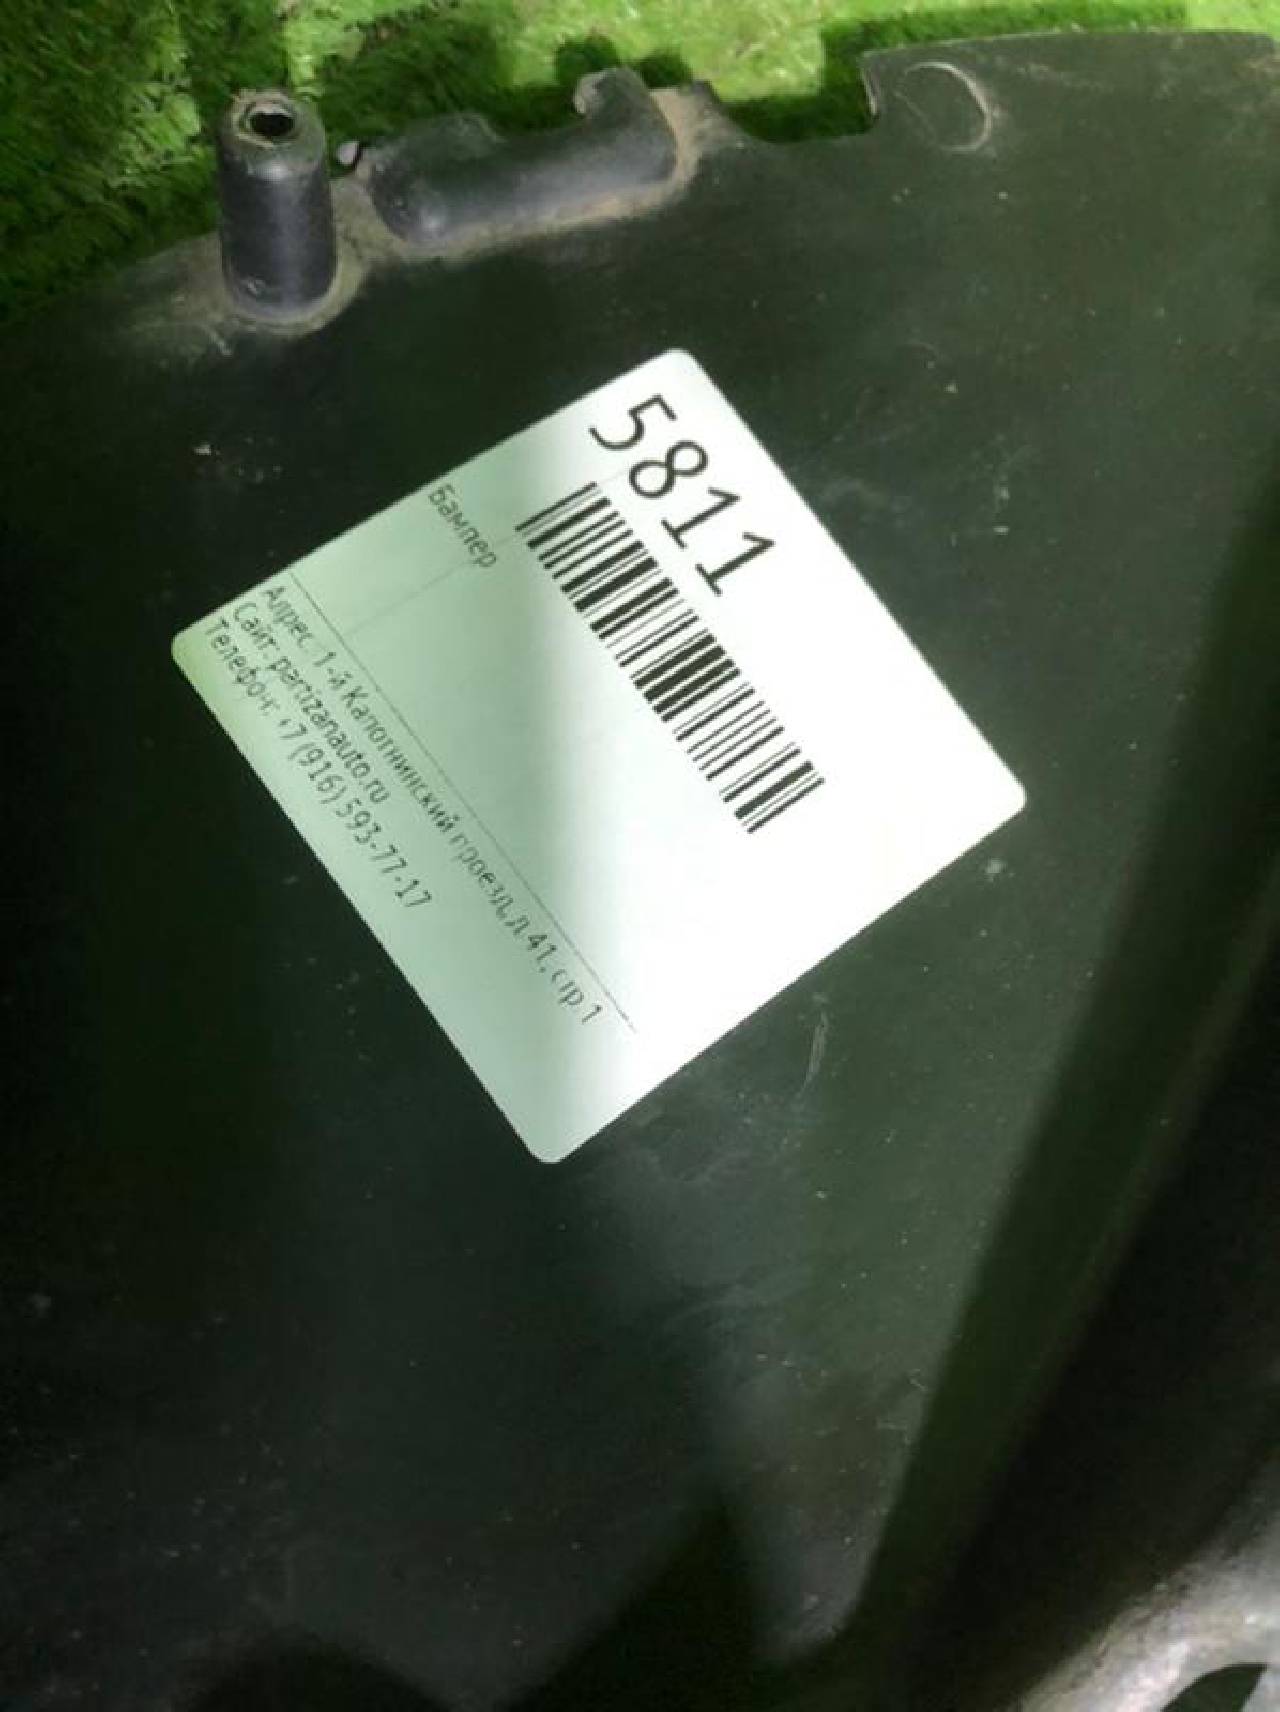 5811
Бампер
Адрес. 1-й Капотнинский проезд, д 41, стр 1
Сайт: partizanauto.ru
Телефон: +7 (916) 593-77-17